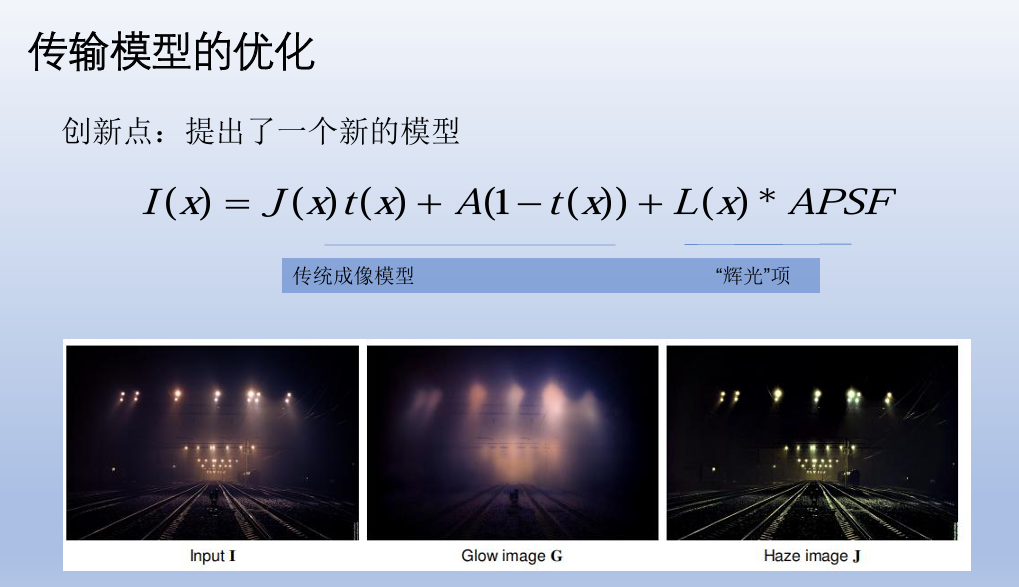 传输模型的优化
创新点：提出了一个新的模型
I(x) = J(x)t(x) + A(1−t(x)) + L(x)* APSF
传统成像模型 “辉光”项
Input I Glow image G Haze image J